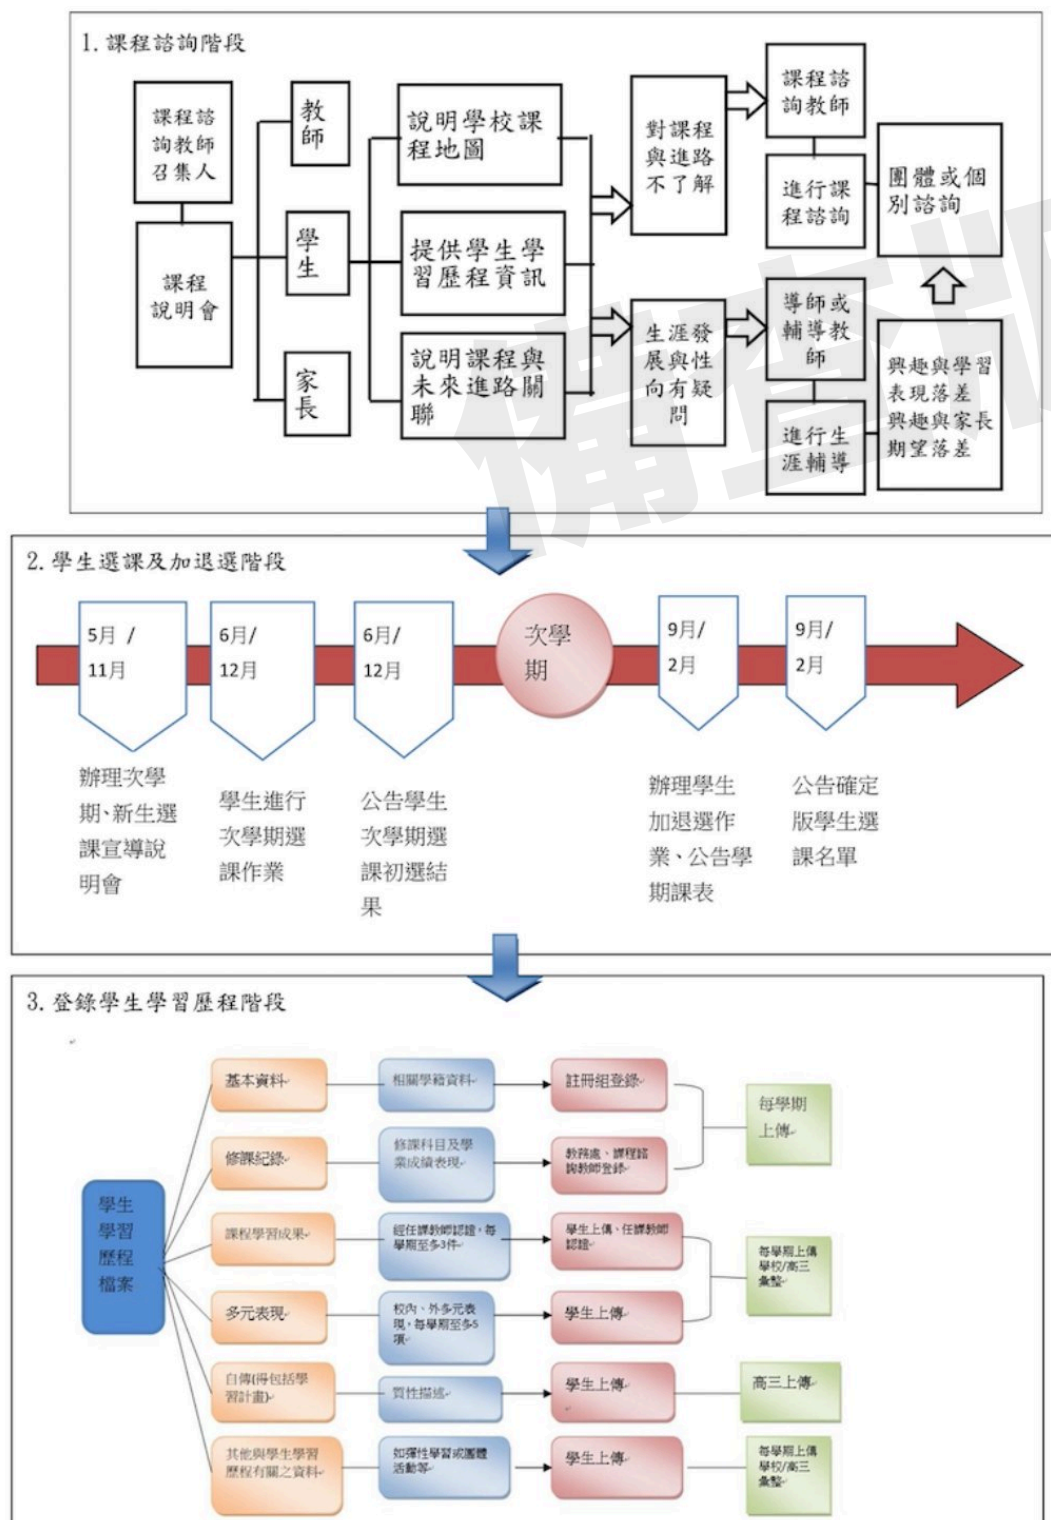 1.課程諮詢階段
課程諮
詢教師
召集人
課程
說明會
教
師
學
生
家
長
說明學校課
程地圖
提供學生學
習歷程資訊
說明課程與
未來進路關
聯
對課程
與進路
不了解
生涯發
展與性
向有疑
問
課程諮
詢教師
進行課
程諮詢
團體或個
別諮詢
導師或
輔導教
師
進行生
涯輔導
興趣與學習
表現落差
興趣與家長
期望落差
備查版
2.學生選課及加退選階段
5月 /
11月
6月/
12月
6月/
12月
次學
期
9月/
2月
9月/
2月
辦理次學
期、新生選
課宣導說
明會
學生進行
次學期選
課作業
公告學生
次學期選
課初選結
果
辦理學生
加退選作
業、公告學
期課表
公告確定
版學生選
課名單
3.登錄學生學習歷程階段
學生
學習
歷程
檔案
基本資料
相關學籍資料
註冊組登錄
每學期
上傳
修課紀錄
修課科目及學
業成績表現
教務處、課程諮
詢教師登錄
課程學習成果
經任課教師認證，每
學期至多3件
學生上傳、任課教師
認證
每學期上傳
學校/高三
彙整
多元表現
校內、外多元表
現，每學期至多5
項
學生上傳
自傳(得包括學
習計畫)
質性描述
學生上傳
高三上傳
其他與學生學習
歷程有關之資料
如彈性學習或團體
活動等
學生上傳
每學期上傳
學校/高三
彙整